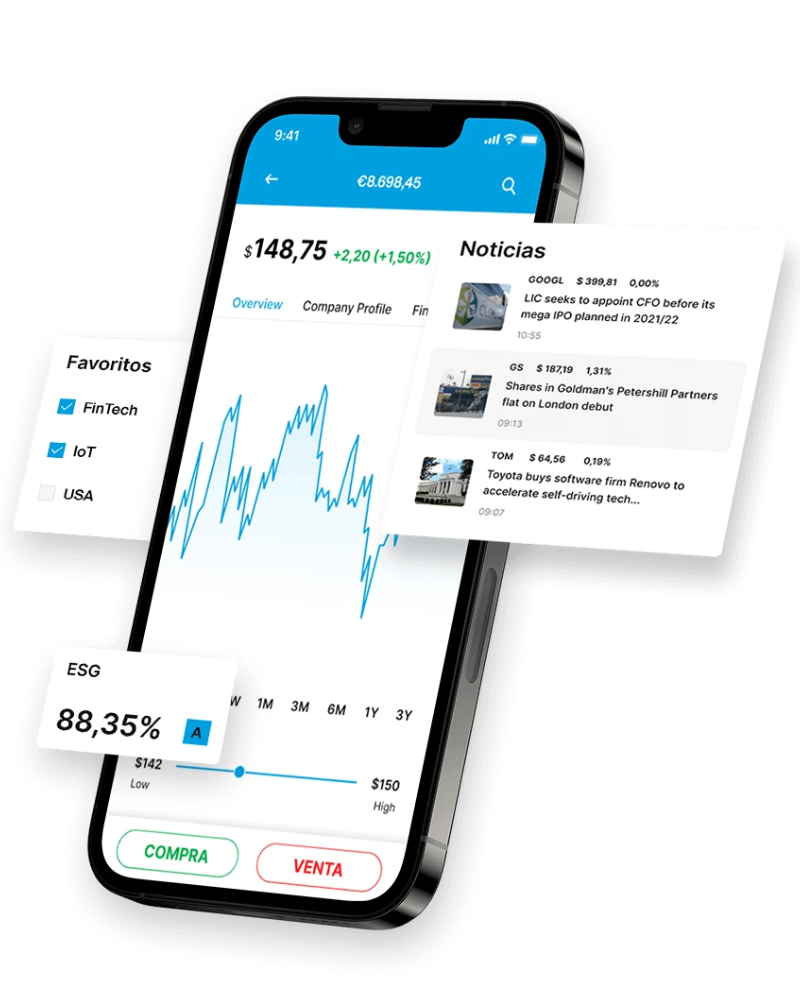 9:41
€8.698,45
$148,75 +2,20 (+1,50%)
Overview Company Profile Fin
Noticias
GOOGL $ 399,81 0,00%
LIC seeks to appoint CFO before its
mega IPO planned in 2021/22
10:55
GS $ 187,19 1,31%
Shares in Goldman's Petershill Partners
flat on London debut
09:13
TOM $ 64,56 0,19%
Toyota buys software firm Renovo to
accelerate self-driving tech...
09:07
Favoritos
FinTech
IoT
USA
ESG
88,35% A
W 1M 3M 6M 1Y 3Y
$142 $150
Low High
COMPRA VENTA